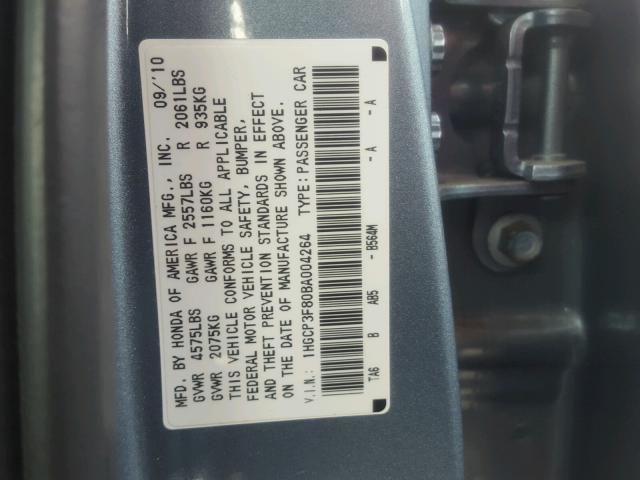 MFD. BY HONDA OF AMERICA MFG., INC. 09/'10
GVWR 4575LBS GAWR F 2557LBS R 2061LBS
GVWR 2075KG GAWR F 1160KG R 935KG
THIS VEHICLE CONFORMS TO ALL APPLICABLE
FEDERAL MOTOR VEHICLE SAFETY, BUMPER,
AND THEFT PREVENTION STANDARDS IN EFFECT
ON THE DATE OF MANUFACTURE SHOWN ABOVE.
V.I.N.: 1HGCP3F80BA004264 TYPE:PASSENGER CAR
TA6 B AB5 - B564M - A - A